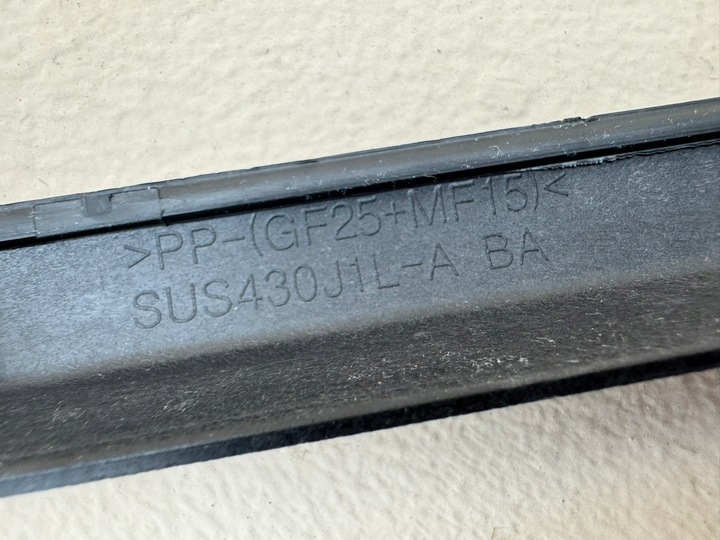 >PP-(GF25+MF15)<
SUS430J1L-A BA